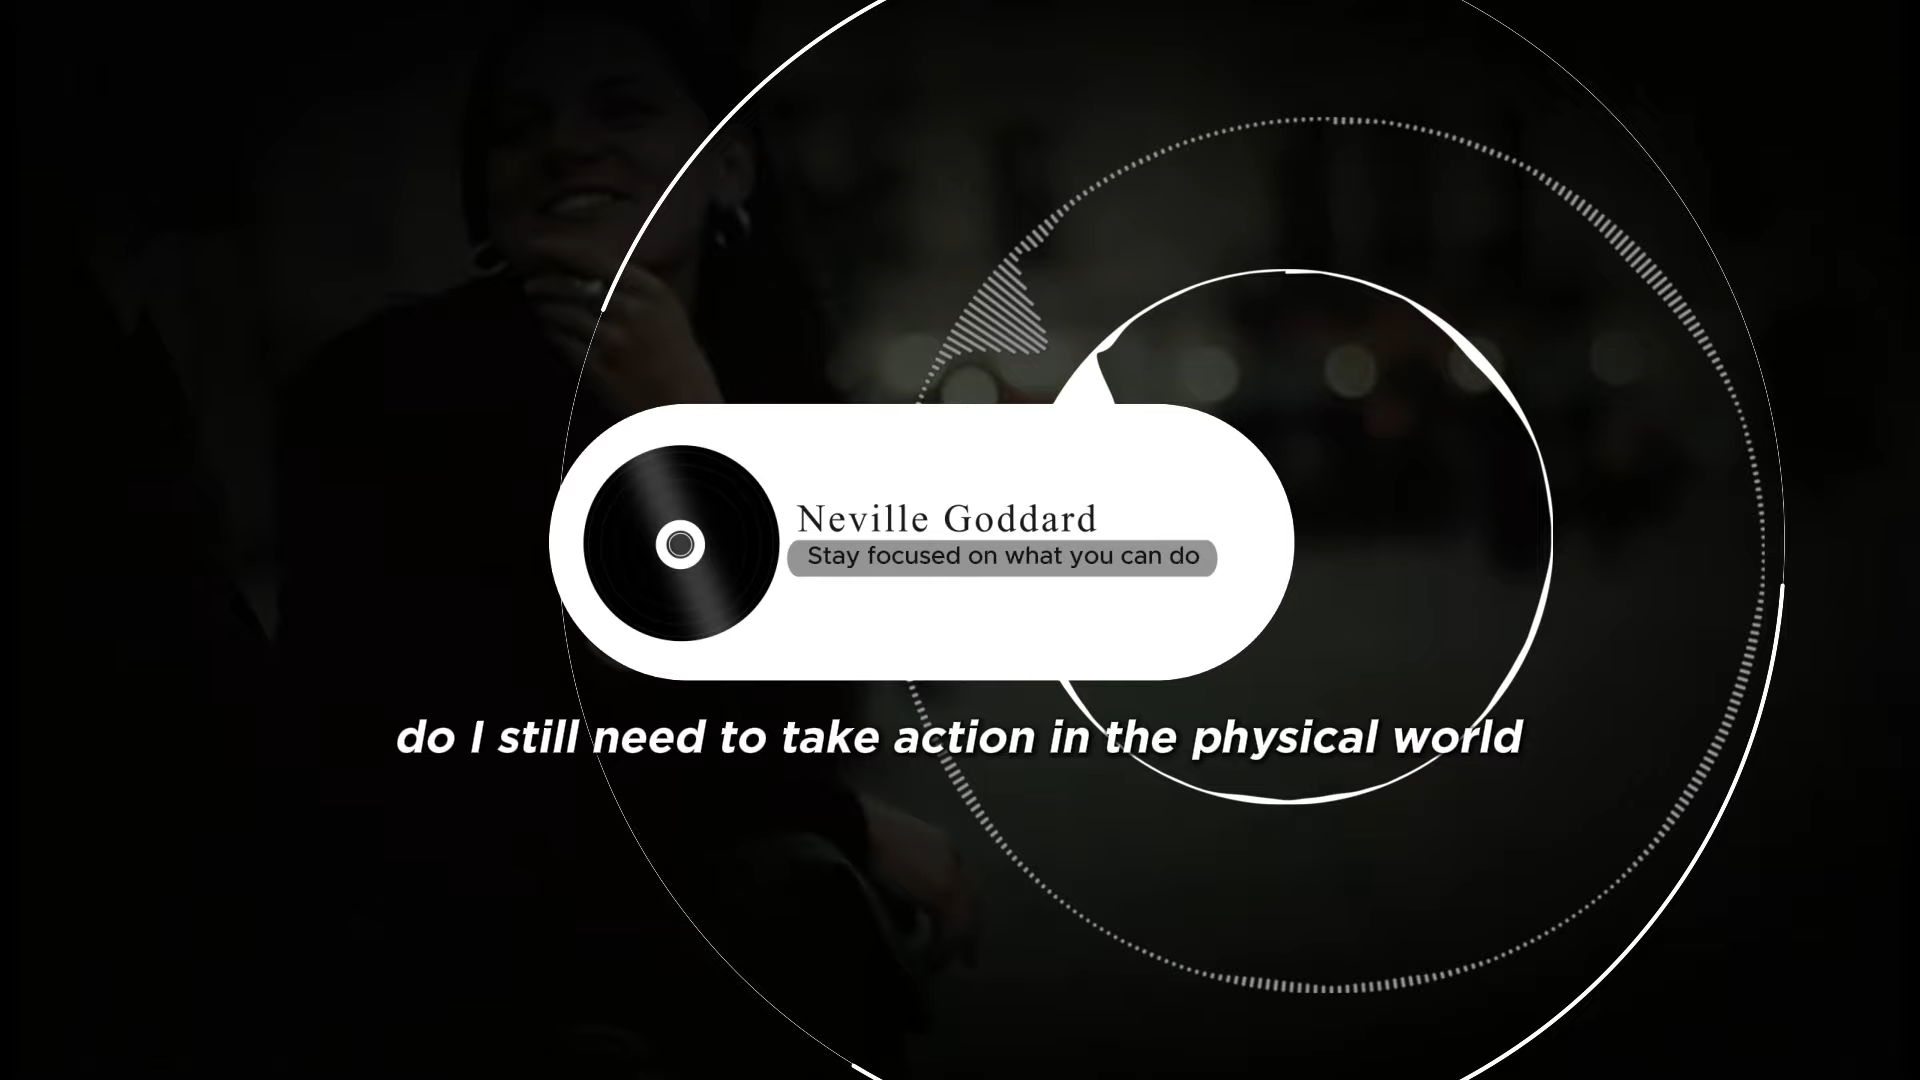 Neville Goddard
Stay focused on what you can do
do I still need to take action in the physical world